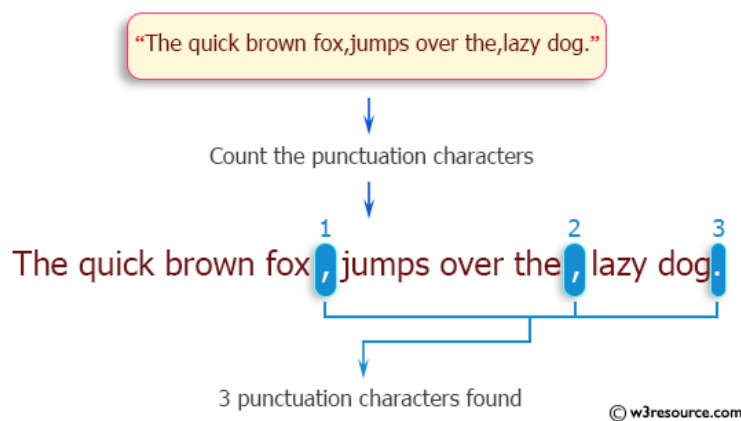 “The quick brown fox,jumps over the,lazy dog.”
Count the punctuation characters
1 2 3
The quick brown fox , jumps over the , lazy dog.
3 punctuation characters found
© w3resource.com